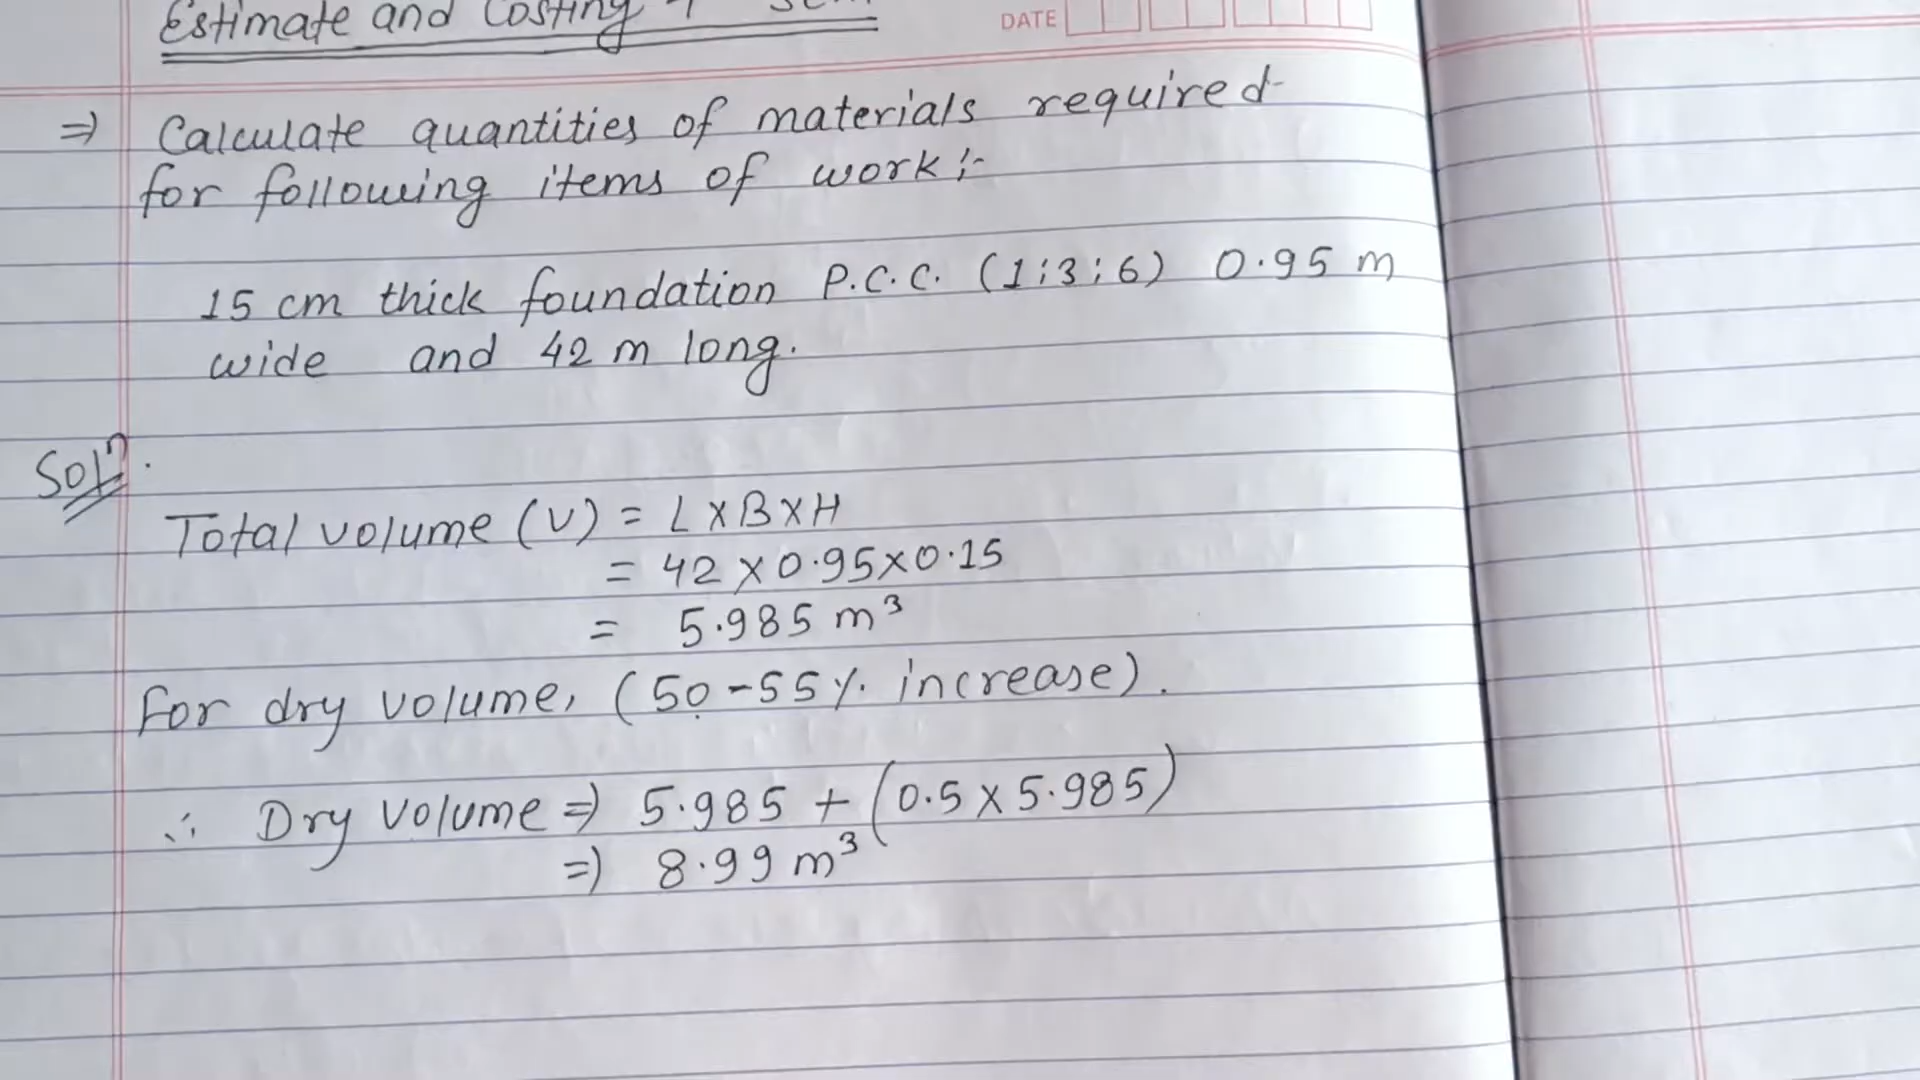 Estimate and Costing
DATE
⇒ Calculate quantities of materials required
for following items of work:-
15 cm thick foundation P.C.C. (1:3:6) 0.95 m
wide and 42 m long.
Solⁿ.
Total volume (V) = L×B×H
= 42 × 0.95×0.15
= 5.985 m³
For dry volume, (50-55% increase).
∴ Dry Volume ⇒ 5.985 + (0.5 × 5.985)
⇒ 8.99 m³